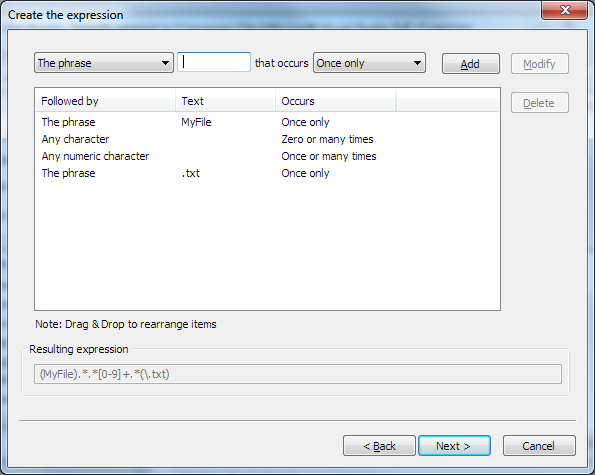 Create the expression
The phrase that occurs Once only Add Modify
Delete
Followed by Text Occurs
The phrase MyFile Once only
Any character Zero or many times
Any numeric character Once or many times
The phrase .txt Once only
Note: Drag & Drop to rearrange items
Resulting expression
(MyFile).*.*[0-9]+.*(\.txt)
< Back Next > Cancel